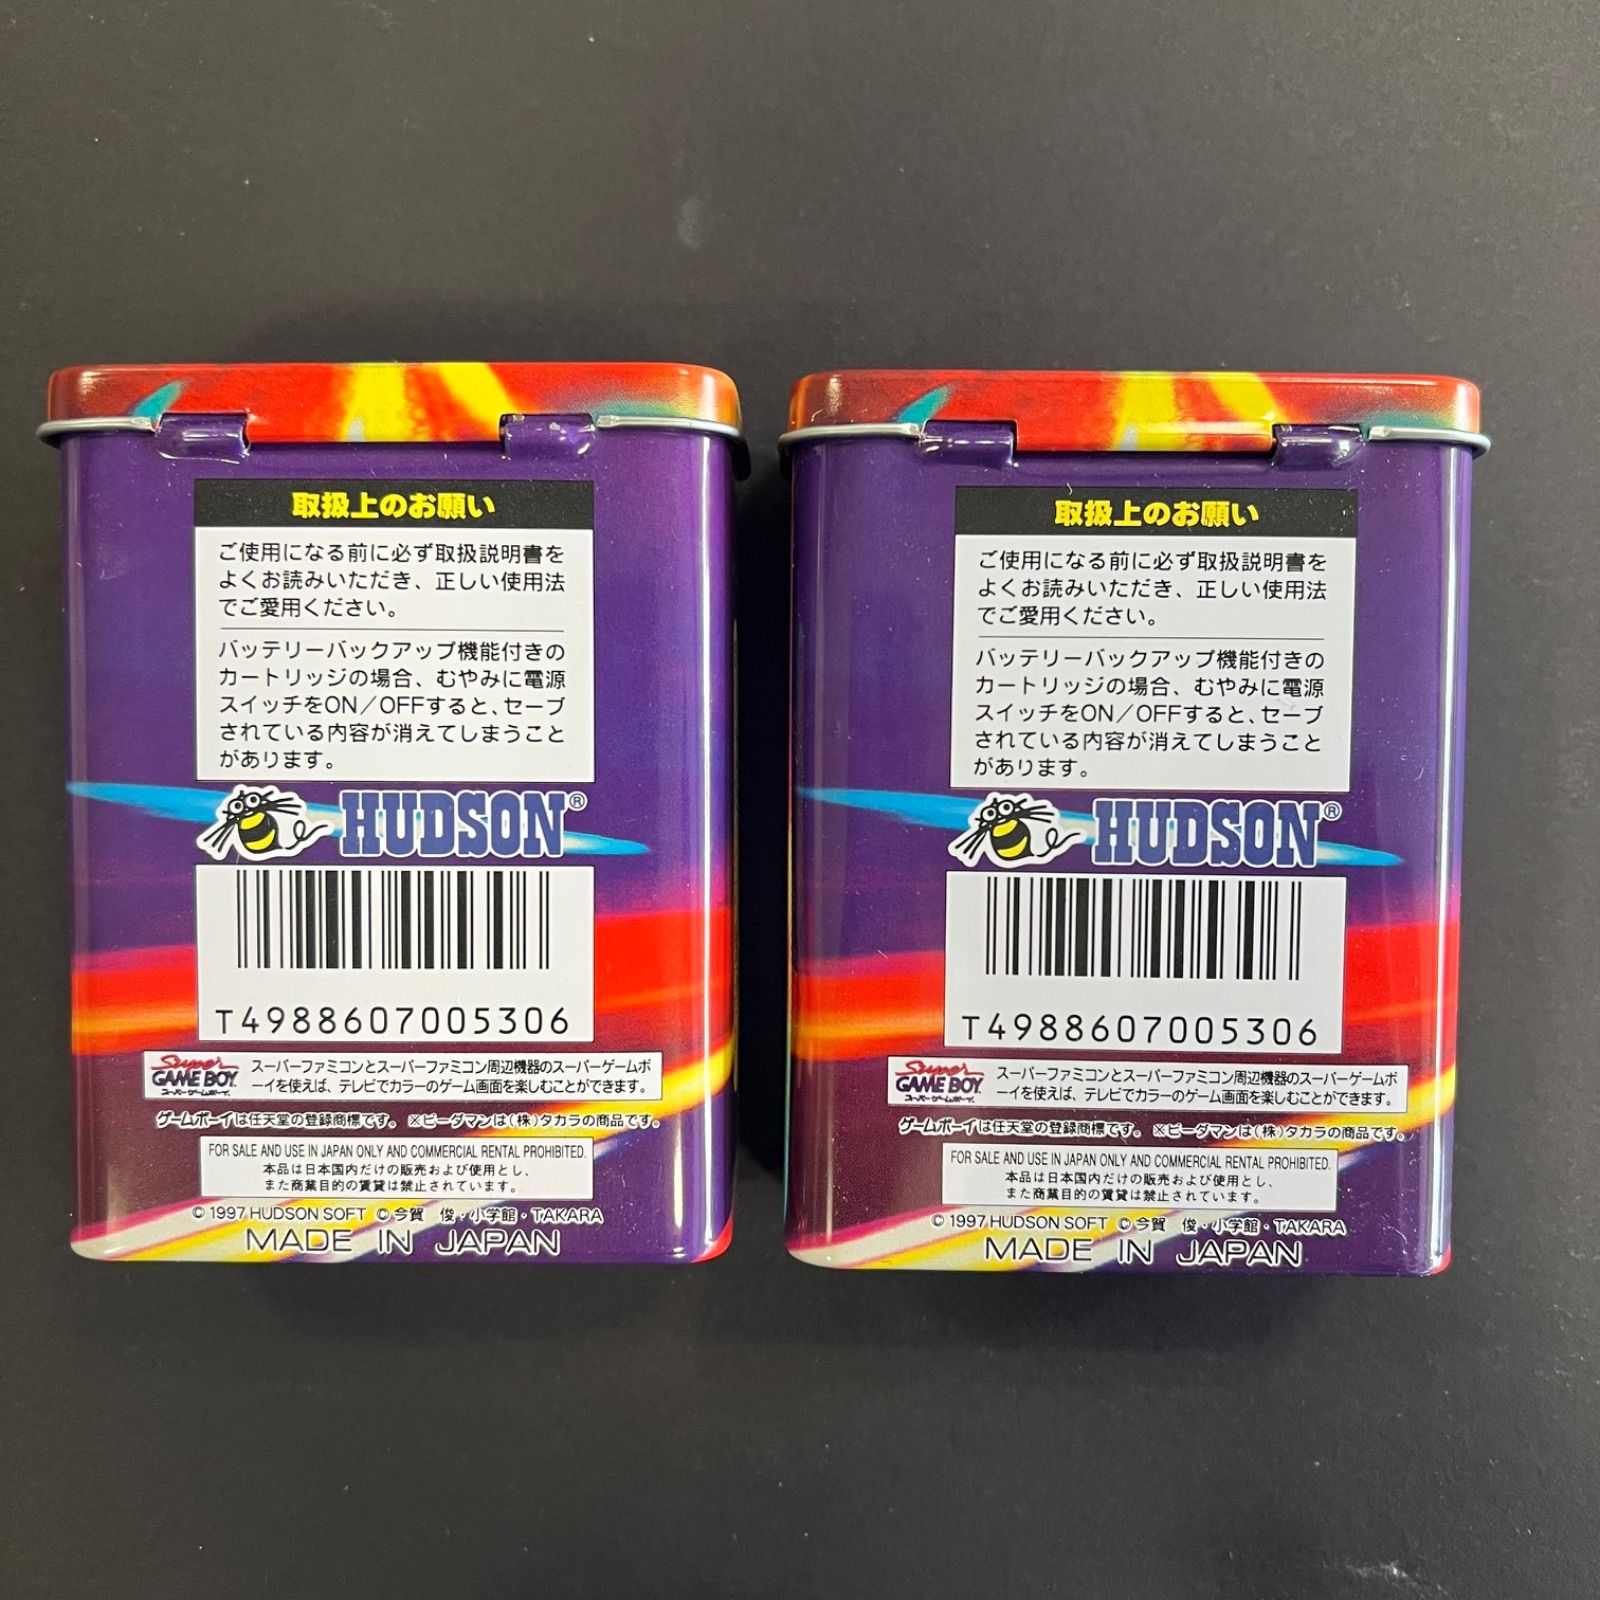 取扱上のお願い
ご使用になる前に必ず取扱説明書を
よくお読みいただき、正しい使用法
でご愛用ください。
バッテリーバックアップ機能付きの
カートリッジの場合、むやみに電源
スイッチをON／OFFすると、セーブ
されている内容が消えてしまうこと
があります。
HUDSON®
T4988607005306
Super
GAME BOY
スーパーゲームボーイ
スーパーファミコンとスーパーファミコン周辺機器のスーパーゲームボ
ーイを使えば、テレビでカラーのゲーム画面を楽しむことができます。
ゲームボーイは任天堂の登録商標です。 ※ビーダマンは(株)タカラの商品です。
FOR SALE AND USE IN JAPAN ONLY AND COMMERCIAL RENTAL PROHIBITED.
本品は日本国内だけの販売および使用とし、
また商業目的の賃貸は禁止されています。
© 1997 HUDSON SOFT © 今賀 俊・小学館・TAKARA
MADE IN JAPAN
取扱上のお願い
ご使用になる前に必ず取扱説明書を
よくお読みいただき、正しい使用法
でご愛用ください。
バッテリーバックアップ機能付きの
カートリッジの場合、むやみに電源
スイッチをON／OFFすると、セーブ
されている内容が消えてしまうこと
があります。
HUDSON®
T4988607005306
Super
GAME BOY
スーパーゲームボーイ
スーパーファミコンとスーパーファミコン周辺機器のスーパーゲームボ
ーイを使えば、テレビでカラーのゲーム画面を楽しむことができます。
ゲームボーイは任天堂の登録商標です。 ※ビーダマンは(株)タカラの商品です。
FOR SALE AND USE IN JAPAN ONLY AND COMMERCIAL RENTAL PROHIBITED.
本品は日本国内だけの販売および使用とし、
また商業目的の賃貸は禁止されています。
© 1997 HUDSON SOFT © 今賀 俊・小学館・TAKARA
MADE IN JAPAN